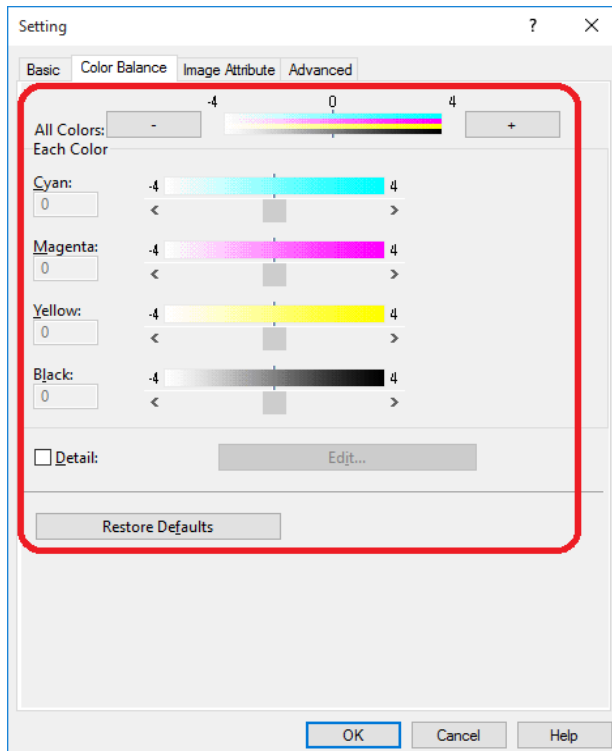 Setting ?
Basic Color Balance Image Attribute Advanced
-4 0 4
All Colors: - +
Each Color
Cyan: -4 4
0 < >
Magenta: -4 4
0 < >
Yellow: -4 4
0 < >
Black: -4 4
0 < >
Detail: Edit...
Restore Defaults
OK Cancel Help